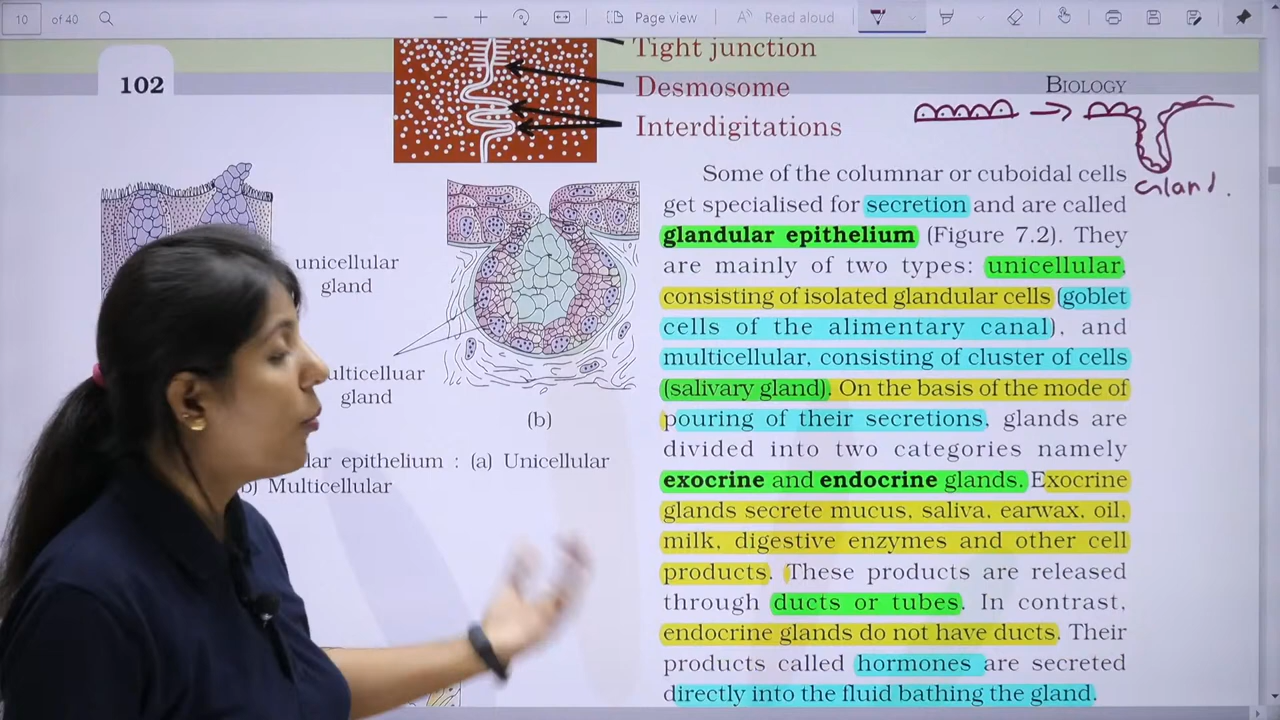 10 of 40
Page view
Read aloud
102
Tight junction
Desmosome
Interdigitations
BIOLOGY
Gland.
unicellular
gland
ulticelluar
gland
(b)
lar epithelium : (a) Unicellular
b) Multicellular
Some of the columnar or cuboidal cells
get specialised for secretion and are called
glandular epithelium (Figure 7.2). They
are mainly of two types: unicellular,
consisting of isolated glandular cells (goblet
cells of the alimentary canal), and
multicellular, consisting of cluster of cells
(salivary gland). On the basis of the mode of
pouring of their secretions, glands are
divided into two categories namely
exocrine and endocrine glands. Exocrine
glands secrete mucus, saliva, earwax, oil,
milk, digestive enzymes and other cell
products. These products are released
through ducts or tubes. In contrast,
endocrine glands do not have ducts. Their
products called hormones are secreted
directly into the fluid bathing the gland.